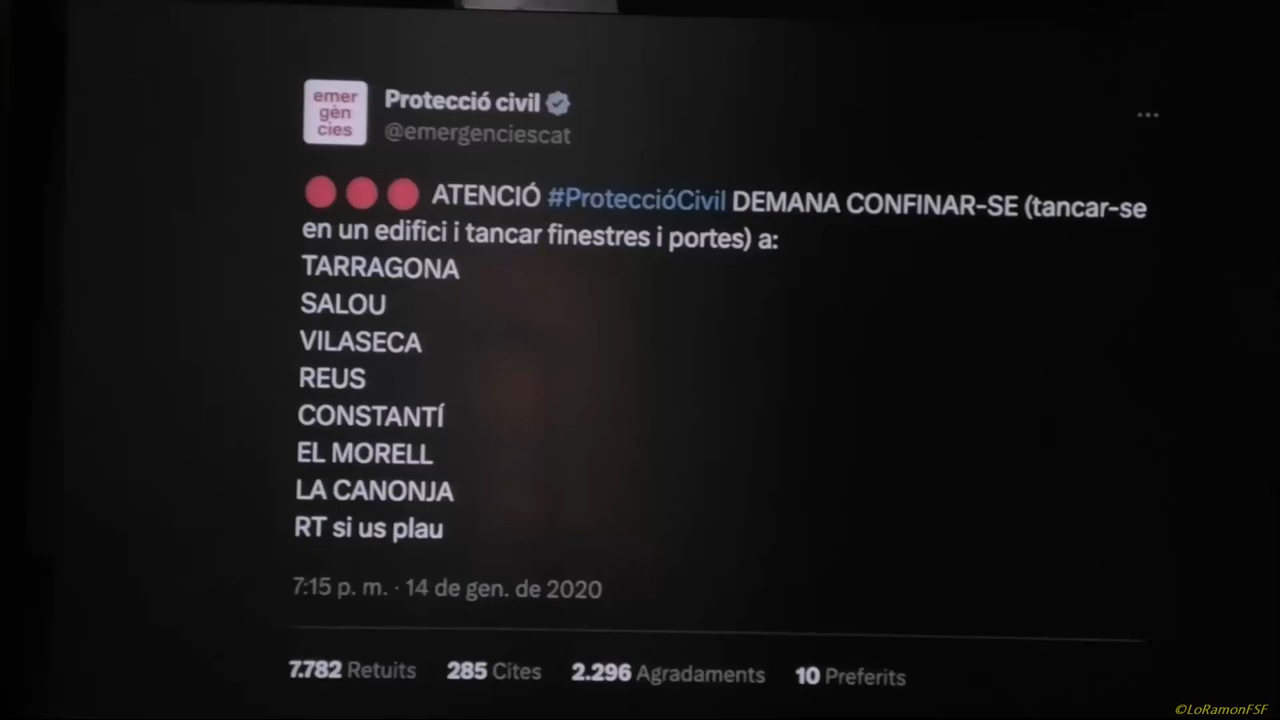 emer
gèn
cies
Protecció civil
@emergenciescat
ATENCIÓ #ProteccióCivil DEMANA CONFINAR-SE (tancar-se
en un edifici i tancar finestres i portes) a:
TARRAGONA
SALOU
VILASECA
REUS
CONSTANTÍ
EL MORELL
LA CANONJA
RT si us plau
7:15 p. m. · 14 de gen. de 2020
7.782 Retuits 285 Cites 2.296 Agradaments 10 Preferits
©LoRamonFSF